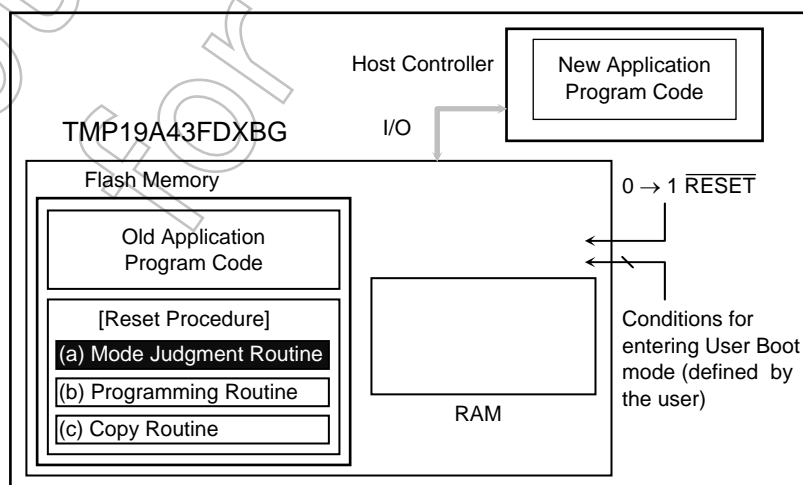 Host Controller
New Application
Program Code
TMP19A43FDXBG
I/O
Flash Memory
0 → 1 RESET
Old Application
Program Code
[Reset Procedure]
(a) Mode Judgment Routine
(b) Programming Routine
(c) Copy Routine
RAM
Conditions for
entering User Boot
mode (defined by
the user)
for